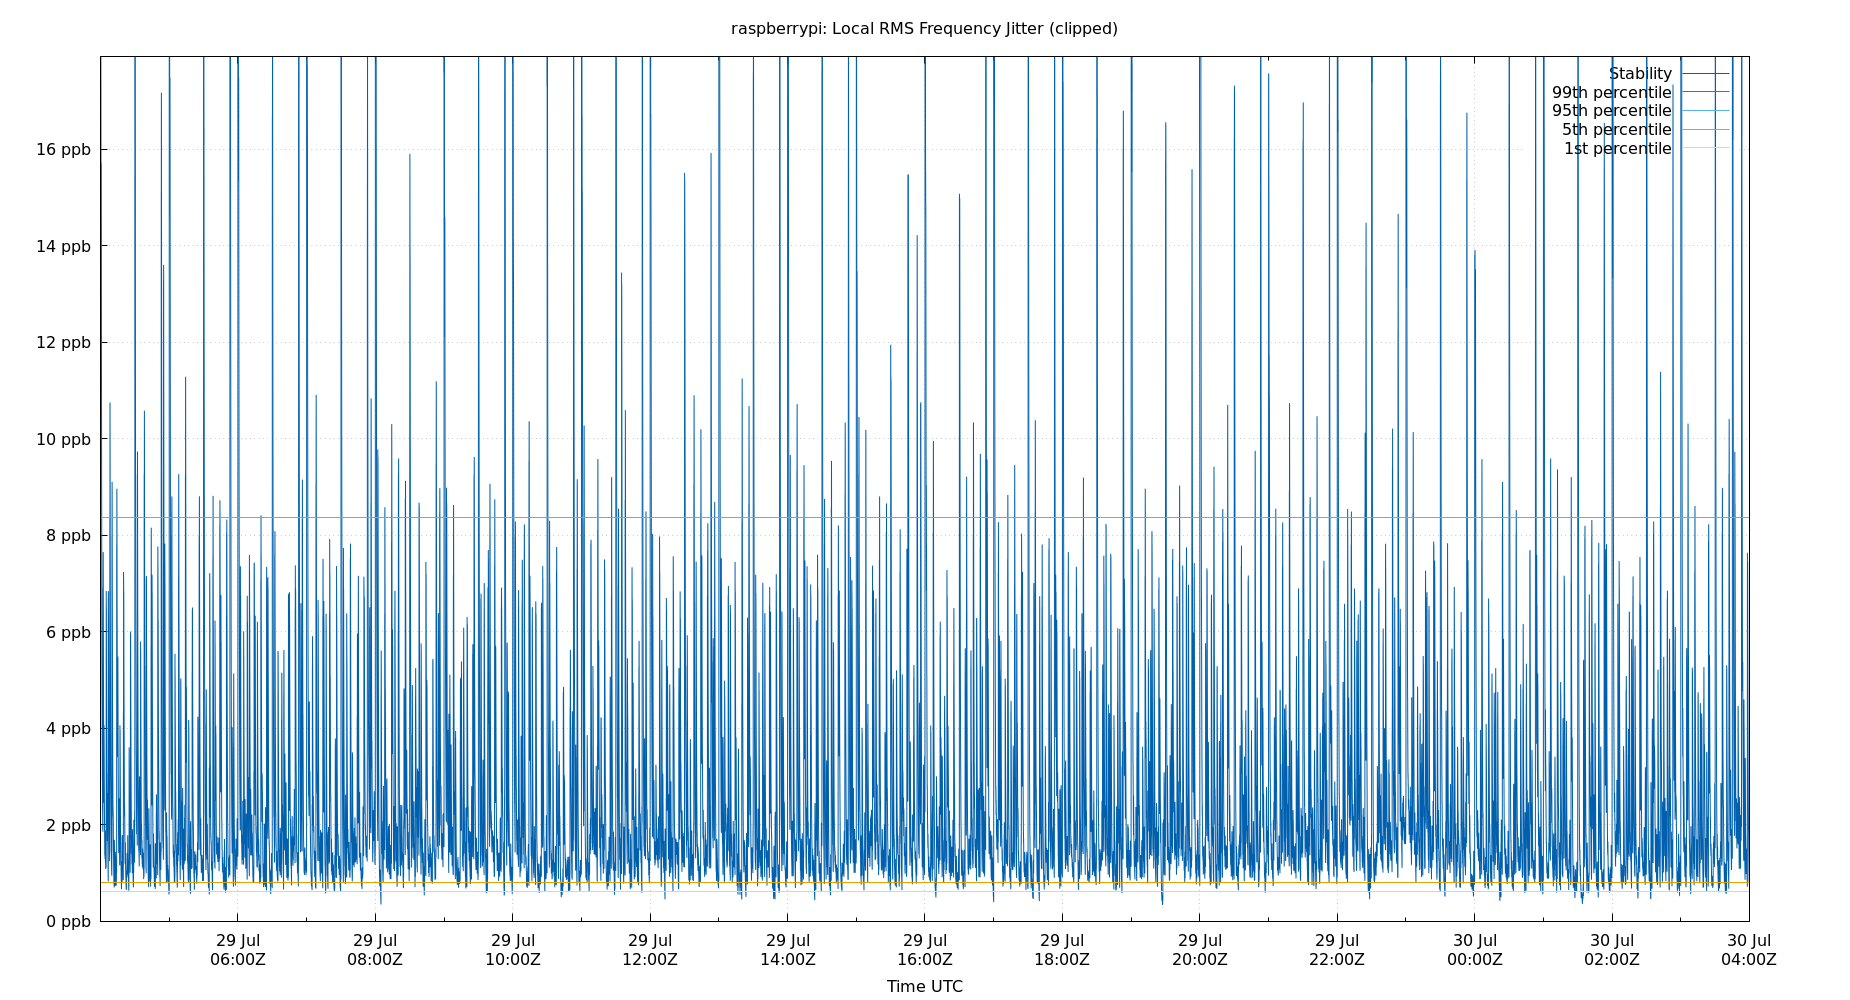 raspberrypi: Local RMS Frequency Jitter (clipped)
Stability
99th percentile
95th percentile
5th percentile
1st percentile
16 ppb
14 ppb
12 ppb
10 ppb
8 ppb
6 ppb
4 ppb
2 ppb
0 ppb
29 Jul 29 Jul 29 Jul 29 Jul 29 Jul 29 Jul 29 Jul 29 Jul 29 Jul 30 Jul 30 Jul 30 Jul
06:00Z 08:00Z 10:00Z 12:00Z 14:00Z 16:00Z 18:00Z 20:00Z 22:00Z 00:00Z 02:00Z 04:00Z
Time UTC